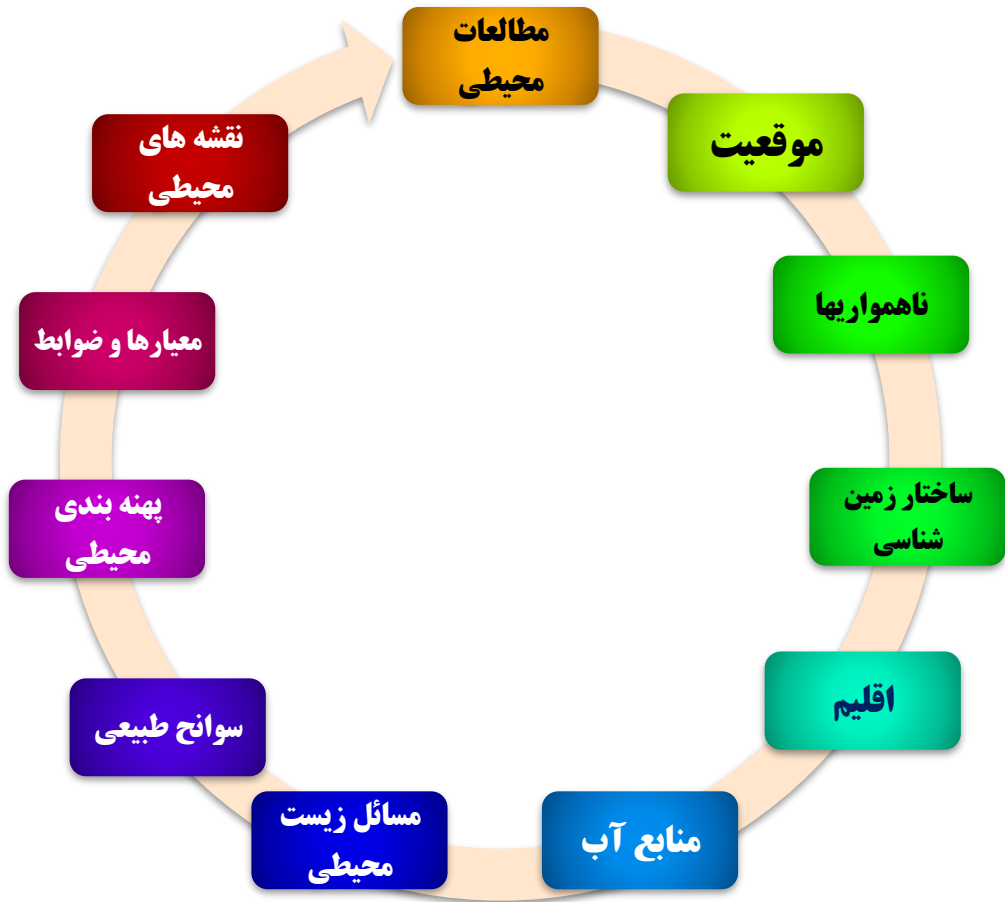 مطالعات
محیطی
موقعیت
ناهمواریها
ساختار زمین
شناسی
اقلیم
منابع آب
مسائل زیست
محیطی
سوانح طبیعی
پهنه بندی
محیطی
معیارها و ضوابط
نقشه های
محیطی